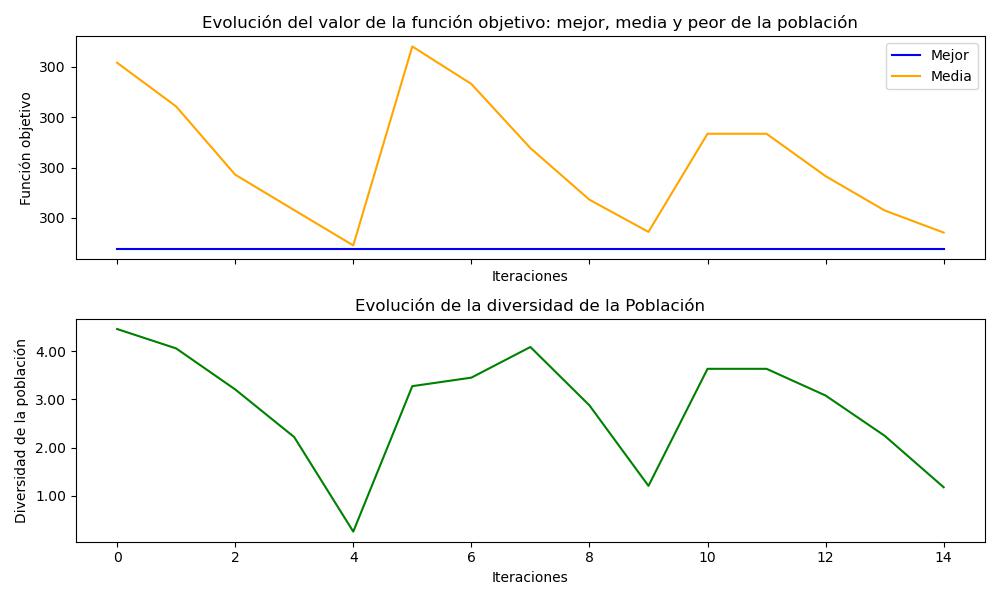 Evolución del valor de la función objetivo: mejor, media y peor de la población
300
300
300
300
Función objetivo
Mejor
Media
Iteraciones
Evolución de la diversidad de la Población
4.00
3.00
2.00
1.00
Diversidad de la población
0 2 4 6 8 10 12 14
Iteraciones